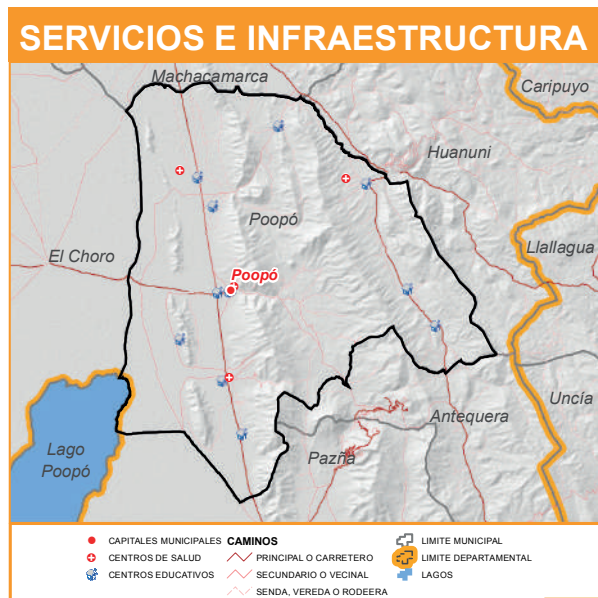 SERVICIOS E INFRAESTRUCTURA
Machacamarca
Caripuyo
Huanuni
Poopó
Llallagua
El Choro
Poopó
Uncía
Antequera
Lago
Poopó
Pazña
CAPITALES MUNICIPALES
CENTROS DE SALUD
CENTROS EDUCATIVOS
CAMINOS
PRINCIPAL O CARRETERO
SECUNDARIO O VECINAL
SENDA, VEREDA O RODEERA
LIMITE MUNICIPAL
LIMITE DEPARTAMENTAL
LAGOS